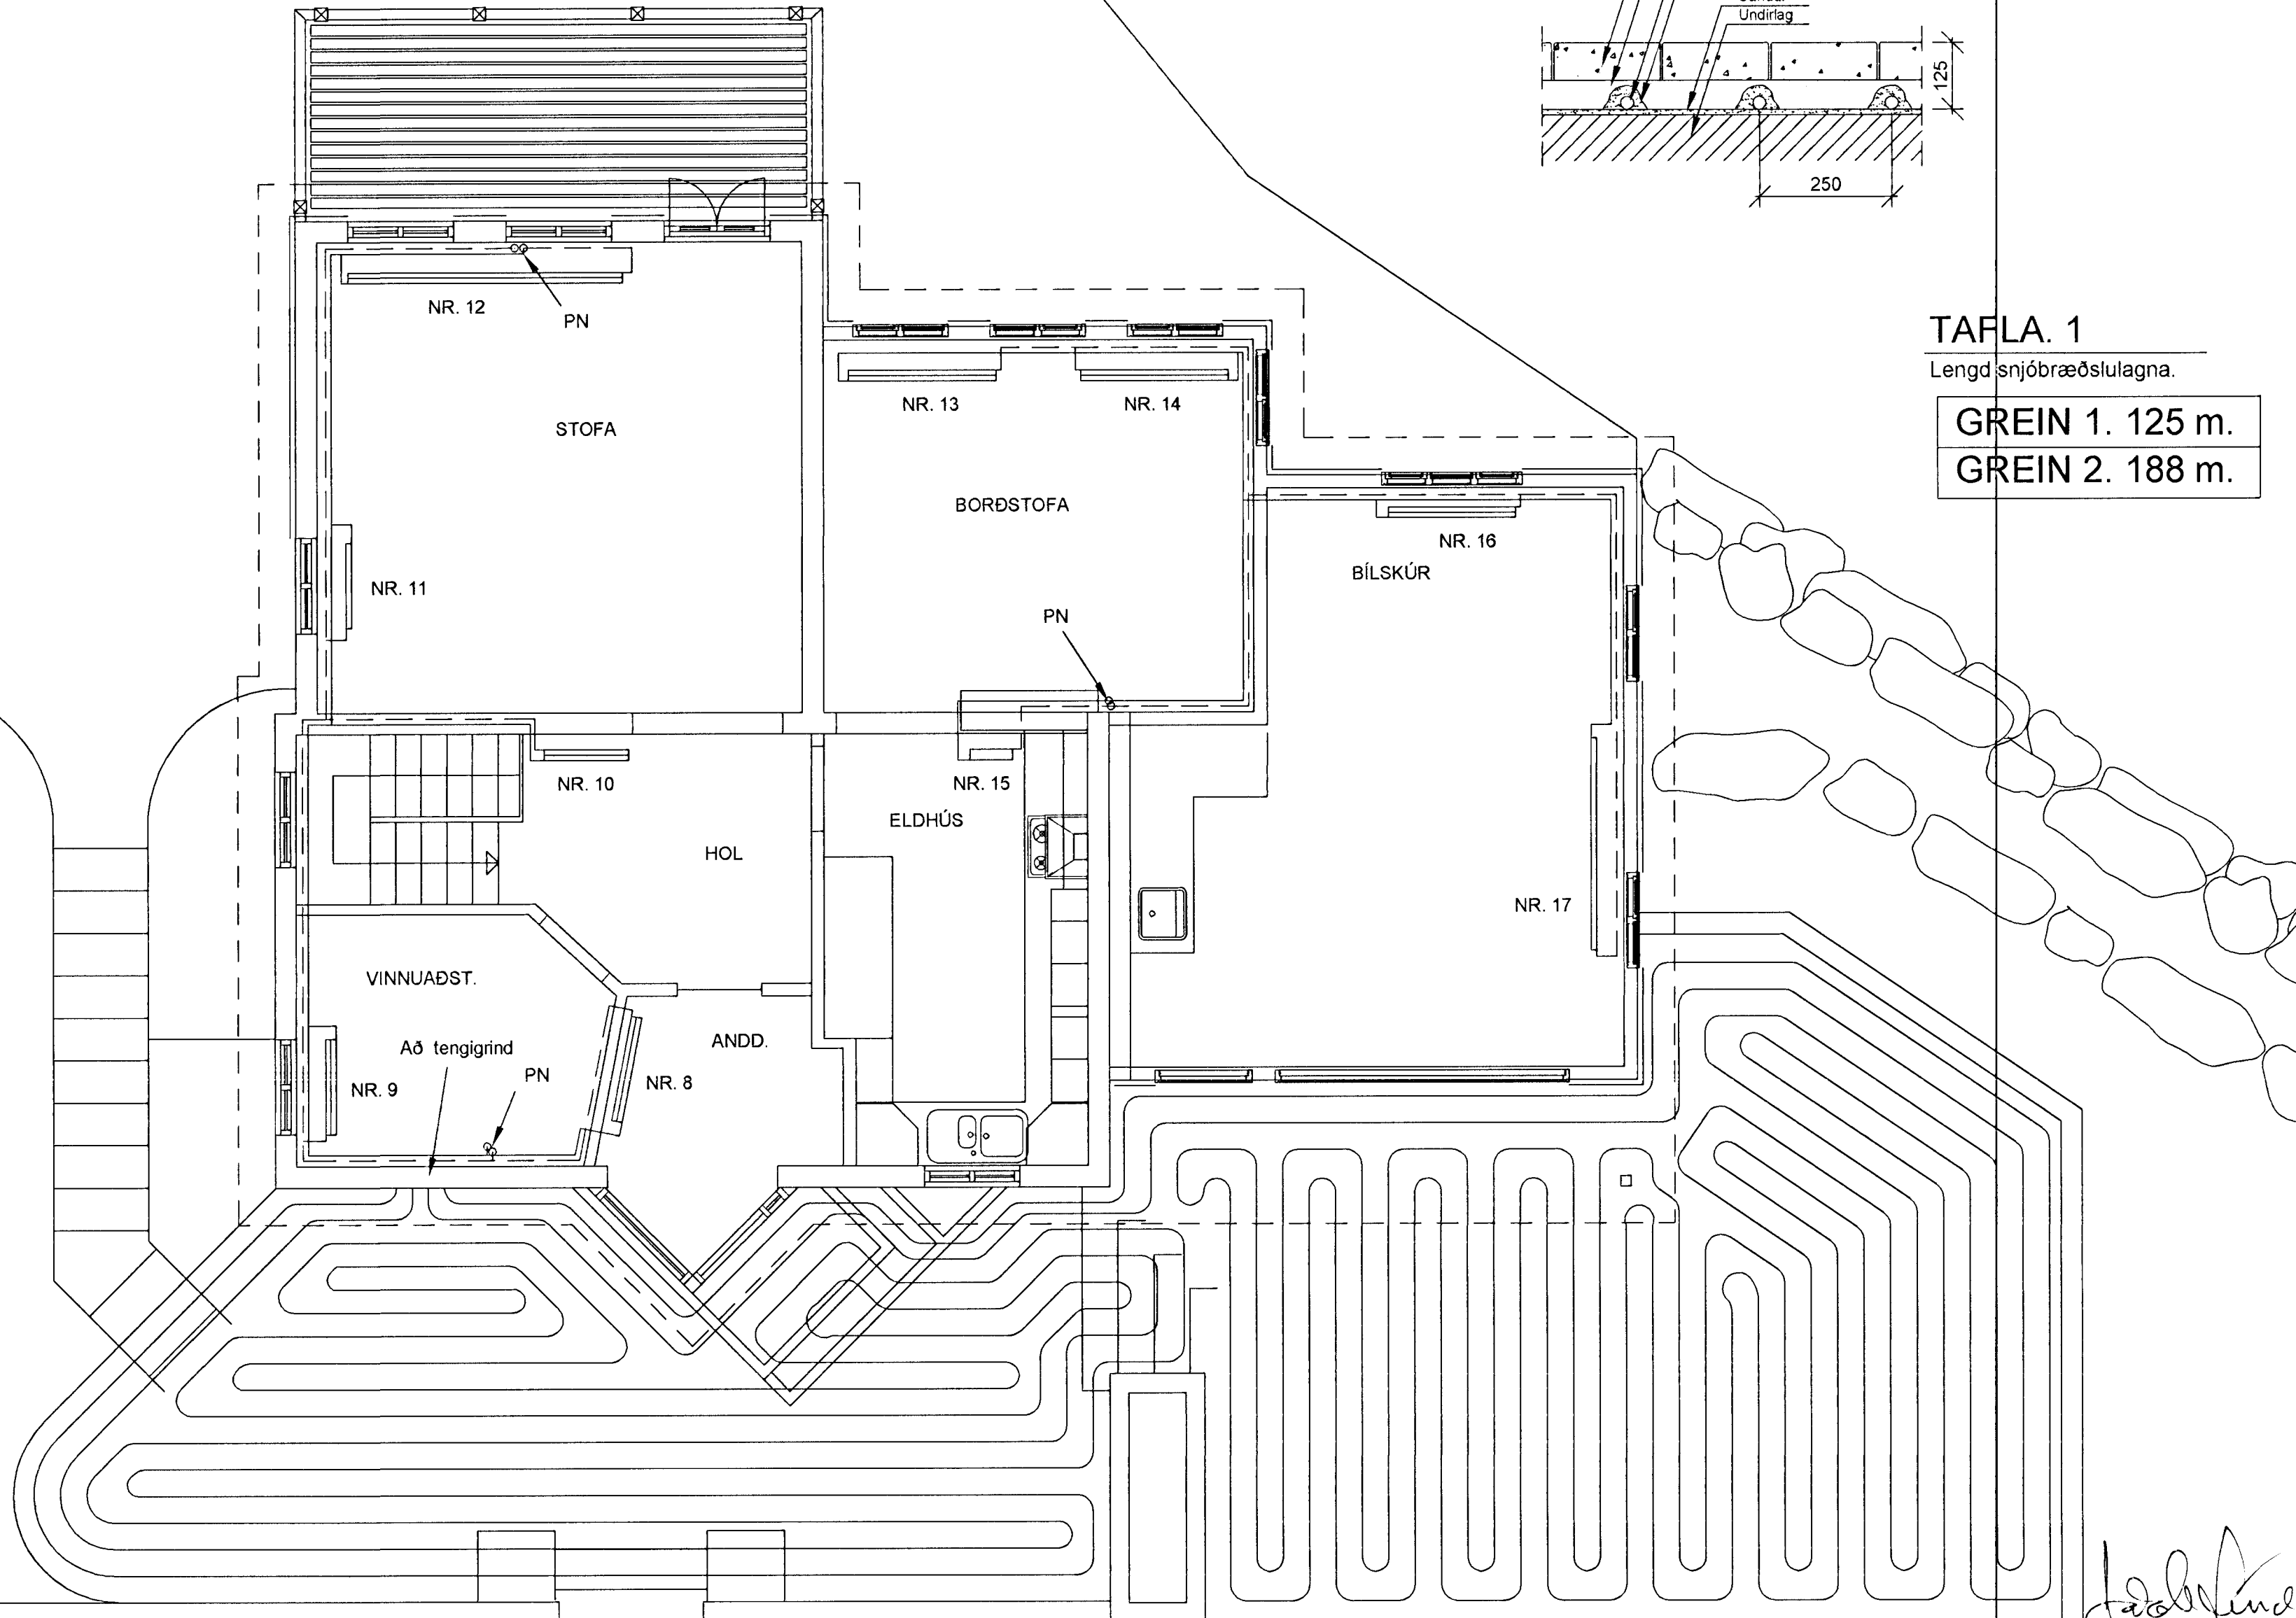 Undirlag
125
250
NR. 12
PN
TAFLA. 1
Lengd snjóbræðslulagna.
GREIN 1. 125 m.
GREIN 2. 188 m.
NR. 13
NR. 14
STOFA
BORÐSTOFA
NR. 16
BÍLSKÚR
NR. 11
PN
NR. 10
NR. 15
ELDHÚS
HOL
NR. 17
VINNUAÐST.
ANDD.
Að tengigrind
PN
NR. 9
NR. 8